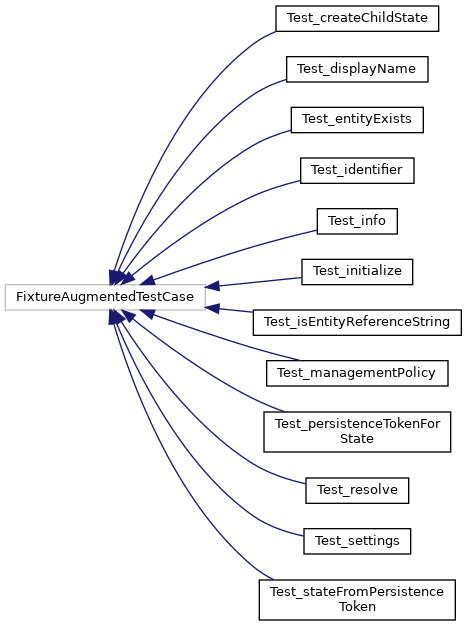 Test_createChildState
Test_displayName
Test_entityExists
Test_identifier
Test_info
Test_initialize
FixtureAugmentedTestCase
Test_isEntityReferenceString
Test_managementPolicy
Test_persistenceTokenFor
State
Test_resolve
Test_settings
Test_stateFromPersistence
Token